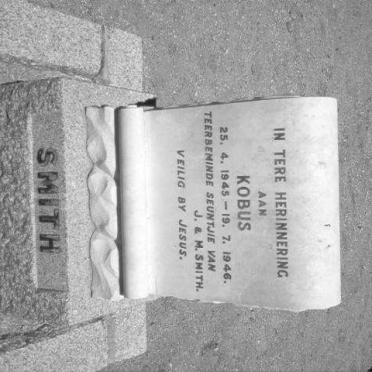 IN TERE HERINNERING
AAN
KOBUS
25. 4. 1945 – 19. 7. 1946.
TEERBEMINDE SEUNTJIE VAN
J. & M. SMITH.
VEILIG BY JESUS.
SMITH